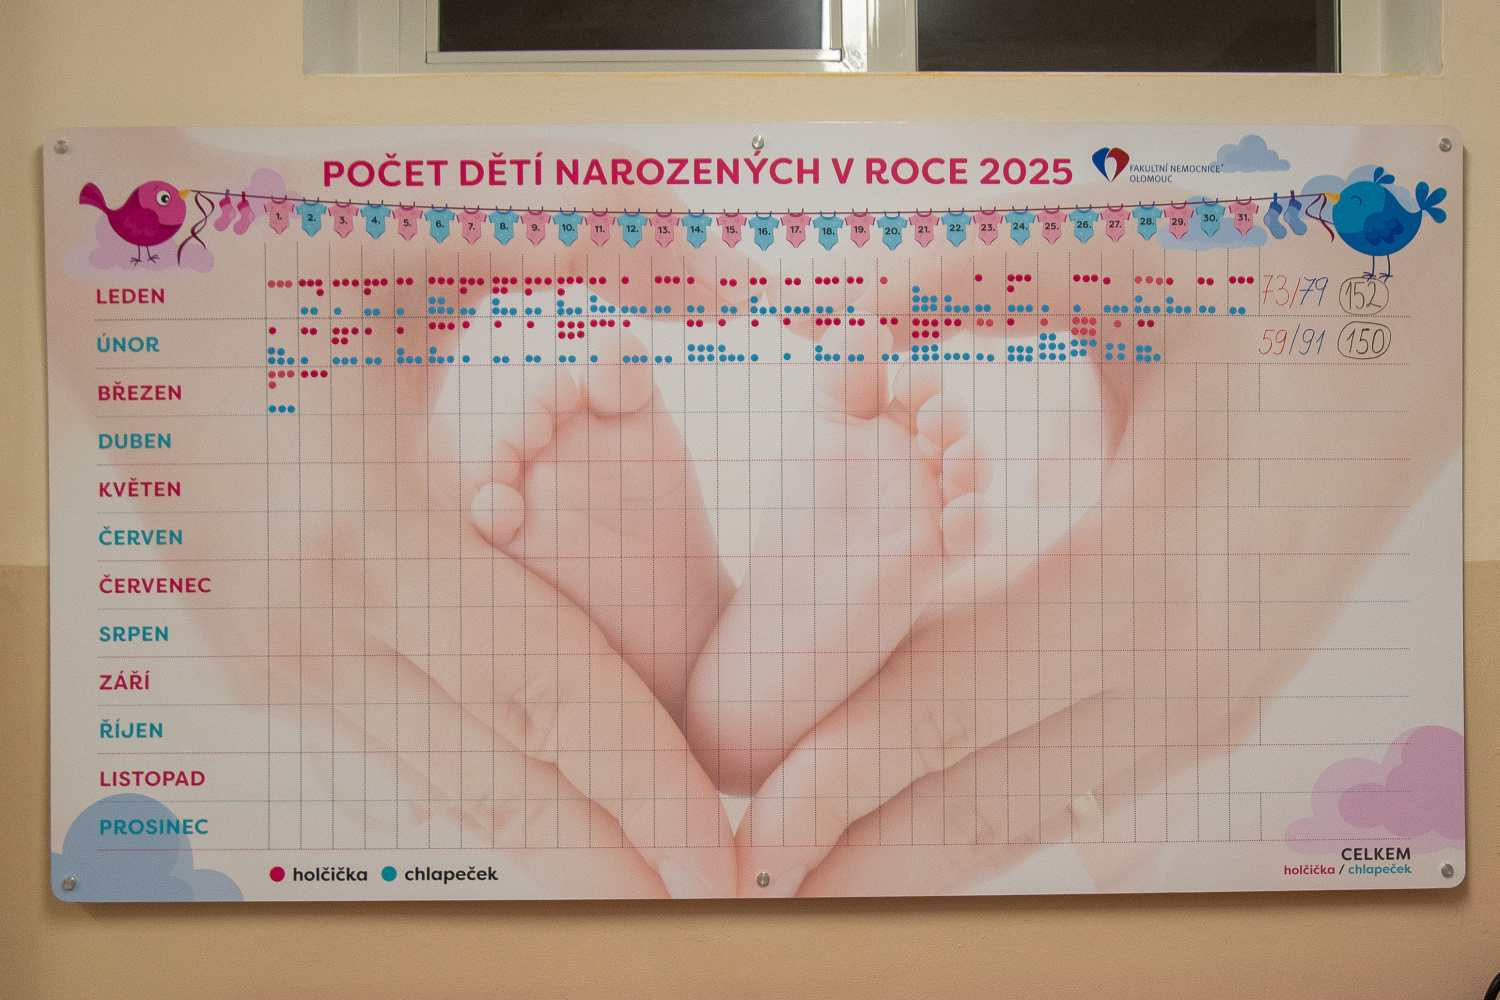 POČET DĚTÍ NAROZENÝCH V ROCE 2025
FAKULTNÍ NEMOCNICE
OLOMOUC
1. 2. 3. 4. 5. 6. 7. 8. 9. 10. 11. 12. 13. 14. 15. 16. 17. 18. 19. 20. 21. 22. 23. 24. 25. 26. 27. 28. 29. 30. 31.
LEDEN 73/79 152
ÚNOR 59/91 150
BŘEZEN
DUBEN
KVĚTEN
ČERVEN
ČERVENEC
SRPEN
ZÁŘÍ
ŘÍJEN
LISTOPAD
PROSINEC
CELKEM
holčička / chlapeček
holčička chlapeček